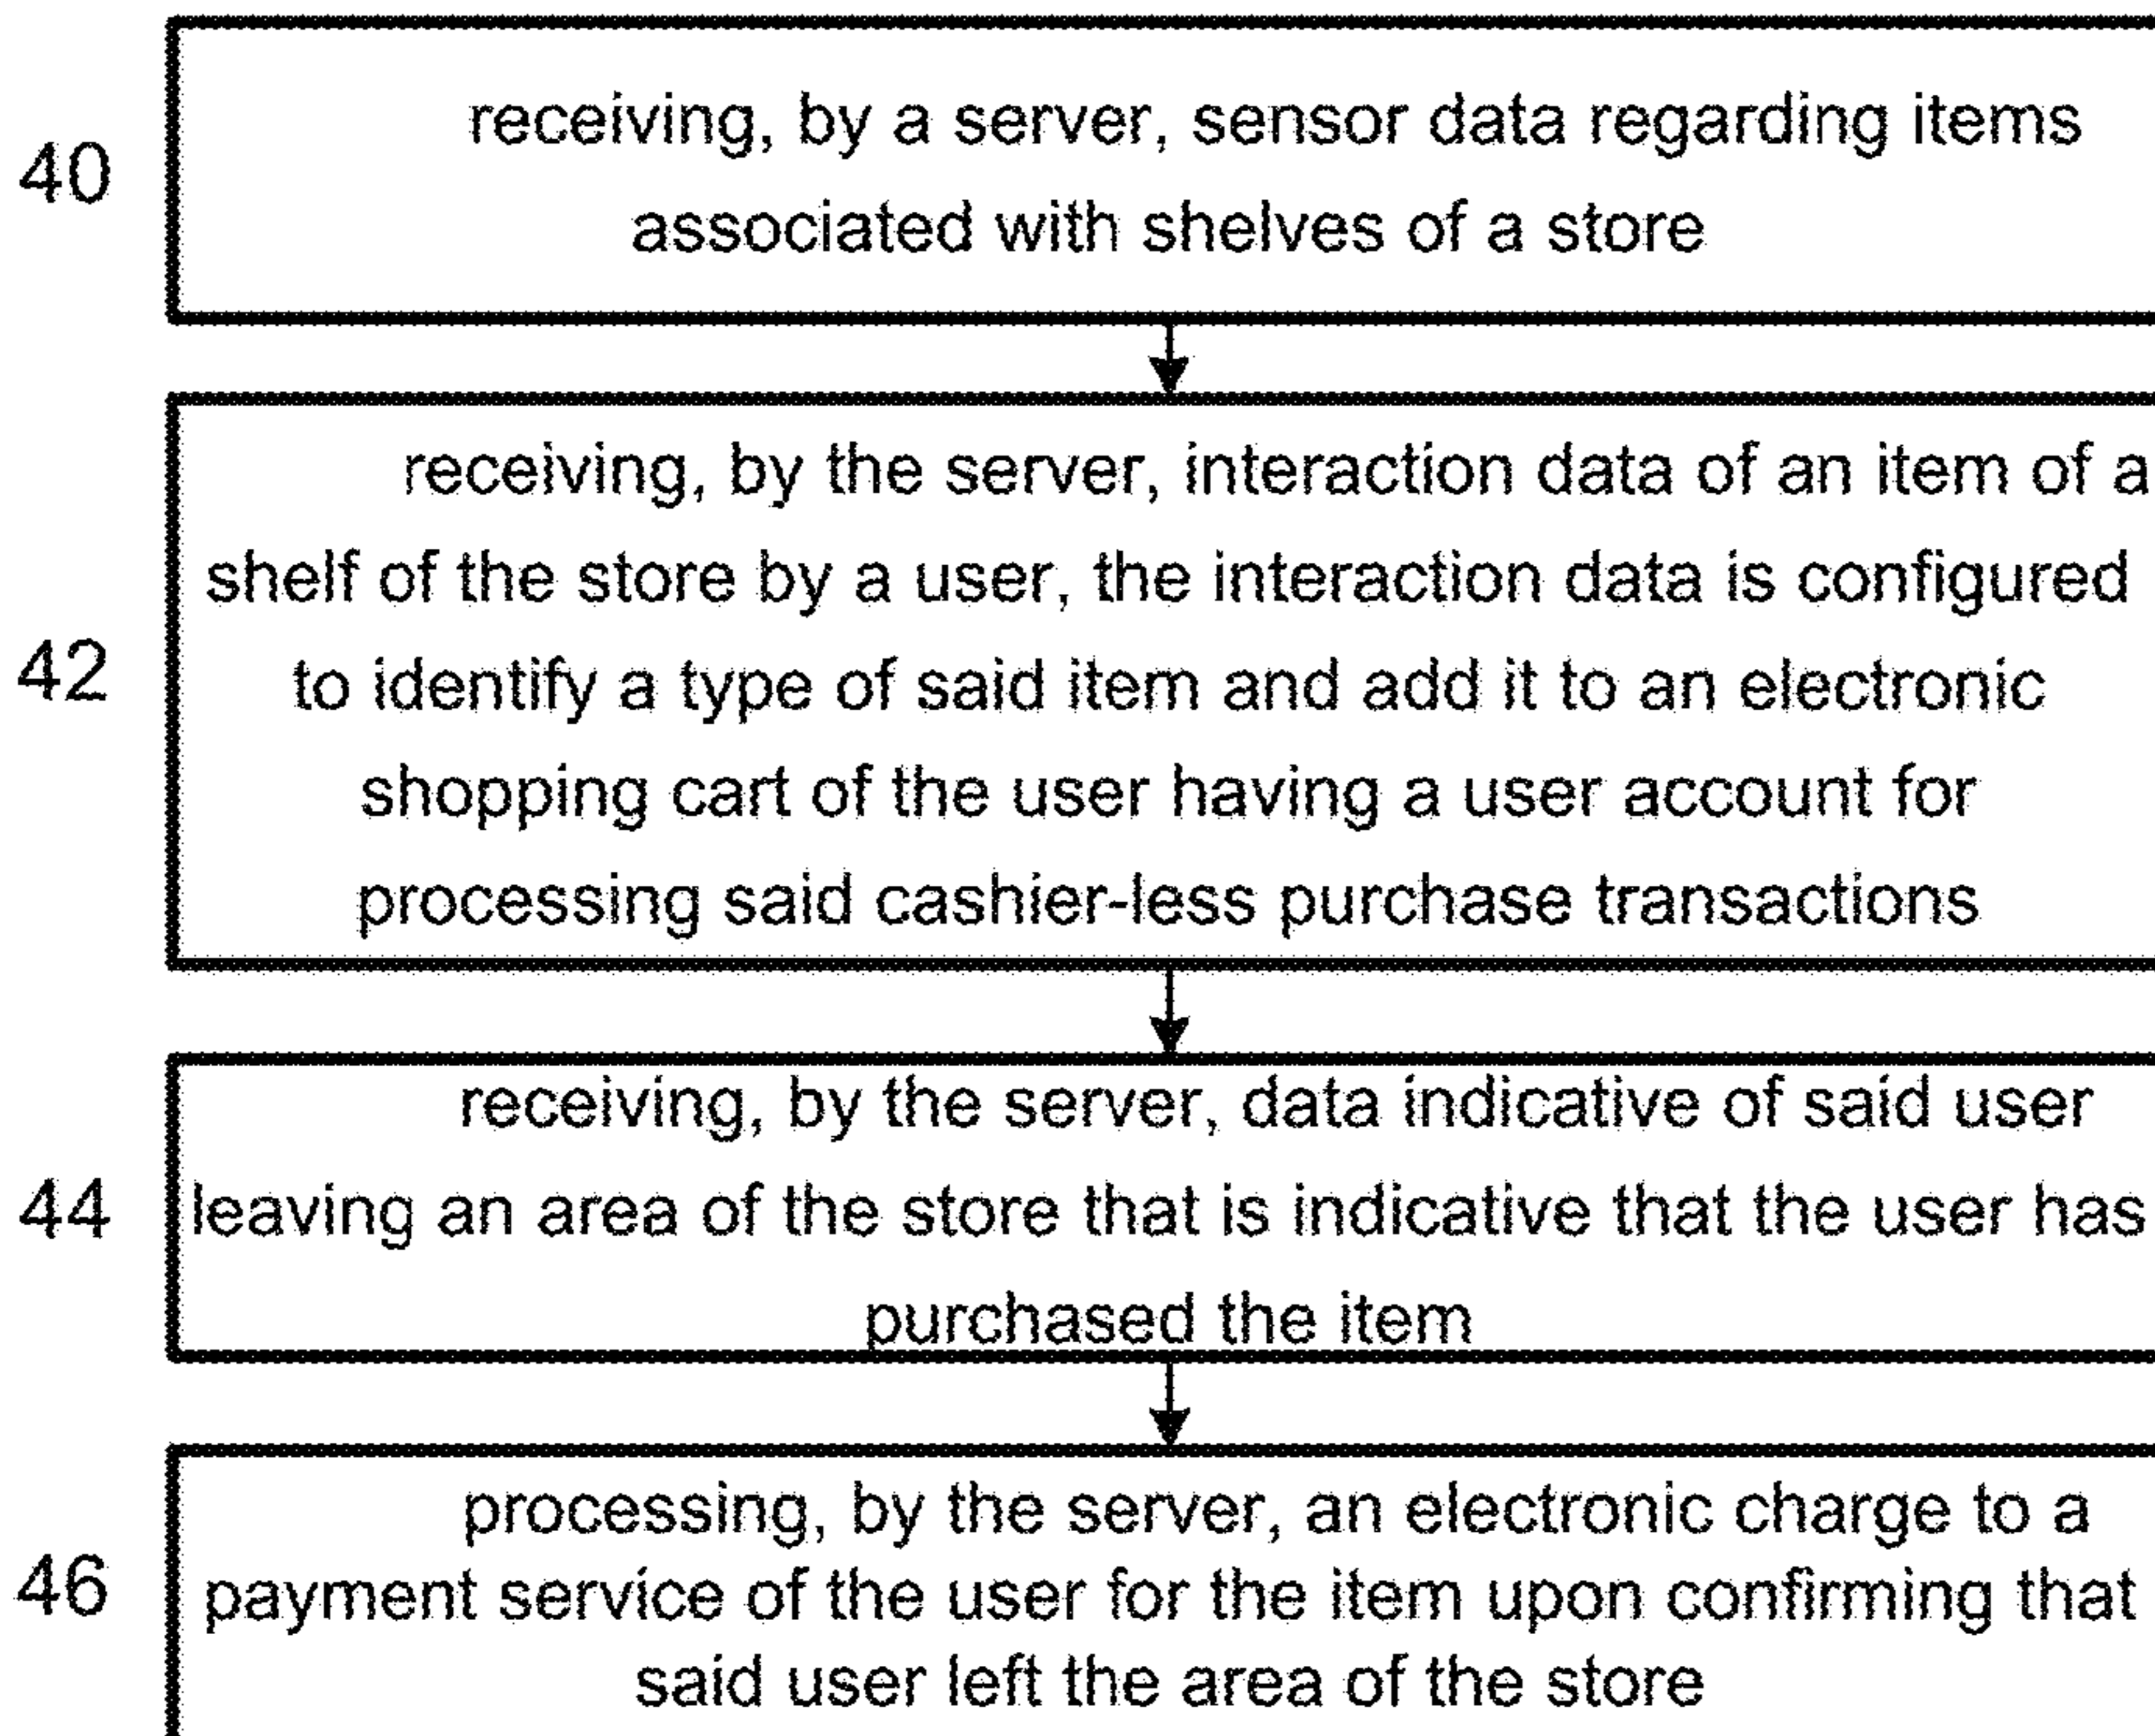 40
receiving, by a server, sensor data regarding items
associated with shelves of a store
42
receiving, by the server, interaction data of an item of a
shelf of the store by a user, the interaction data is configured
to identify a type of said item and add it to an electronic
shopping cart of the user having a user account for
processing said cashier-less purchase transactions
44
receiving, by the server, data indicative of said user
leaving an area of the store that is indicative that the user has
purchased the item
46
processing, by the server, an electronic charge to a
payment service of the user for the item upon confirming that
said user left the area of the store